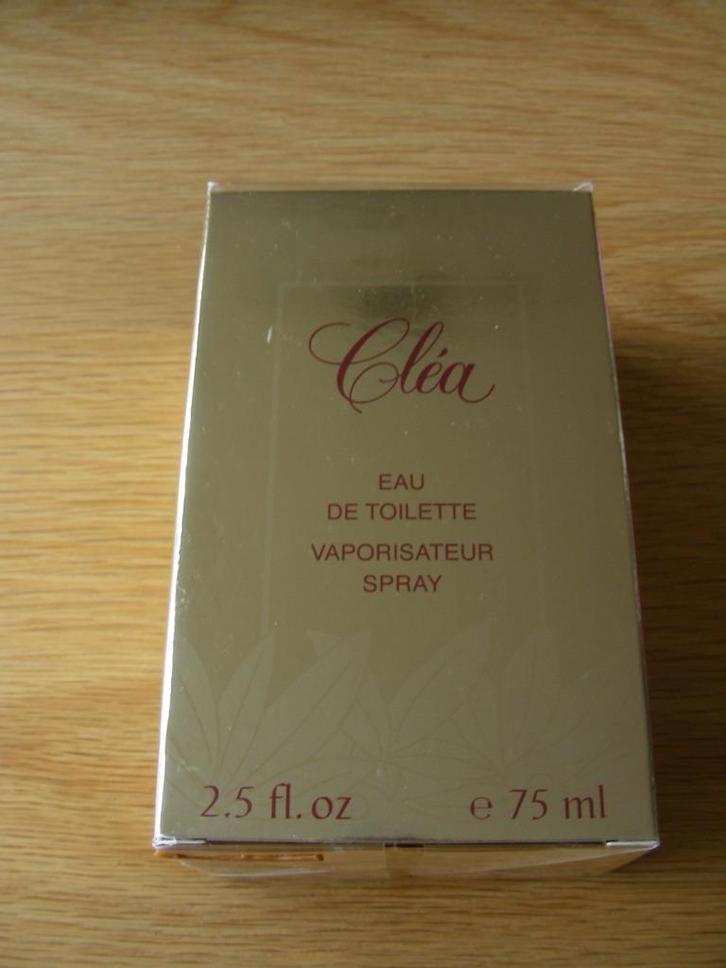 Cléa
EAU
DE TOILETTE
VAPORISATEUR
SPRAY
2.5 fl. oz
e 75 ml